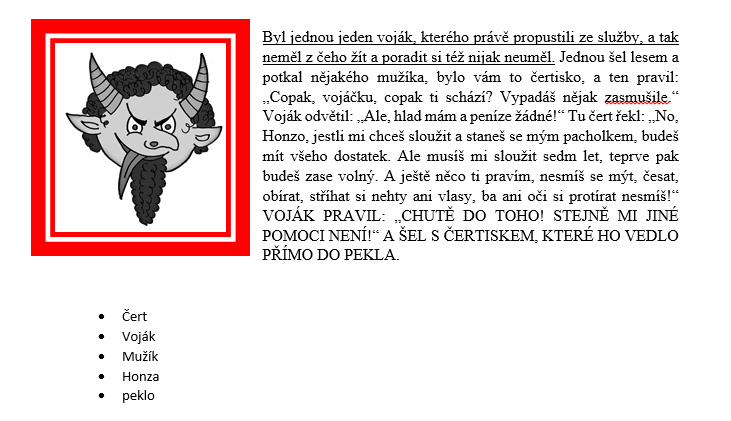 Byl jednou jeden voják, kterého právě propustili ze služby, a tak
neměl z čeho žít a poradit si též nijak neuměl. Jednou šel lesem a
potkal nějakého mužíka, bylo vám to čertisko, a ten pravil:
„Copak, vojáčku, copak ti schází? Vypadáš nějak zasmušile.“
Voják odvětil: „Ale, hlad mám a peníze žádné!“ Tu čert řekl: „No,
Honzo, jestli mi chceš sloužit a staneš se mým pacholkem, budeš
mít všeho dostatek. Ale musíš mi sloužit sedm let, teprve pak
budeš zase volný. A ještě něco ti pravím, nesmíš se mýt, česat,
obírat, stříhat si nehty ani vlasy, ba ani oči si protírat nesmíš!“
VOJÁK PRAVIL: „CHUTĚ DO TOHO! STEJNĚ MI JINÉ
POMOCI NENÍ!“ A ŠEL S ČERTISKEM, KTERÉ HO VEDLO
PŘÍMO DO PEKLA.
• Čert
• Voják
• Mužík
• Honza
• peklo